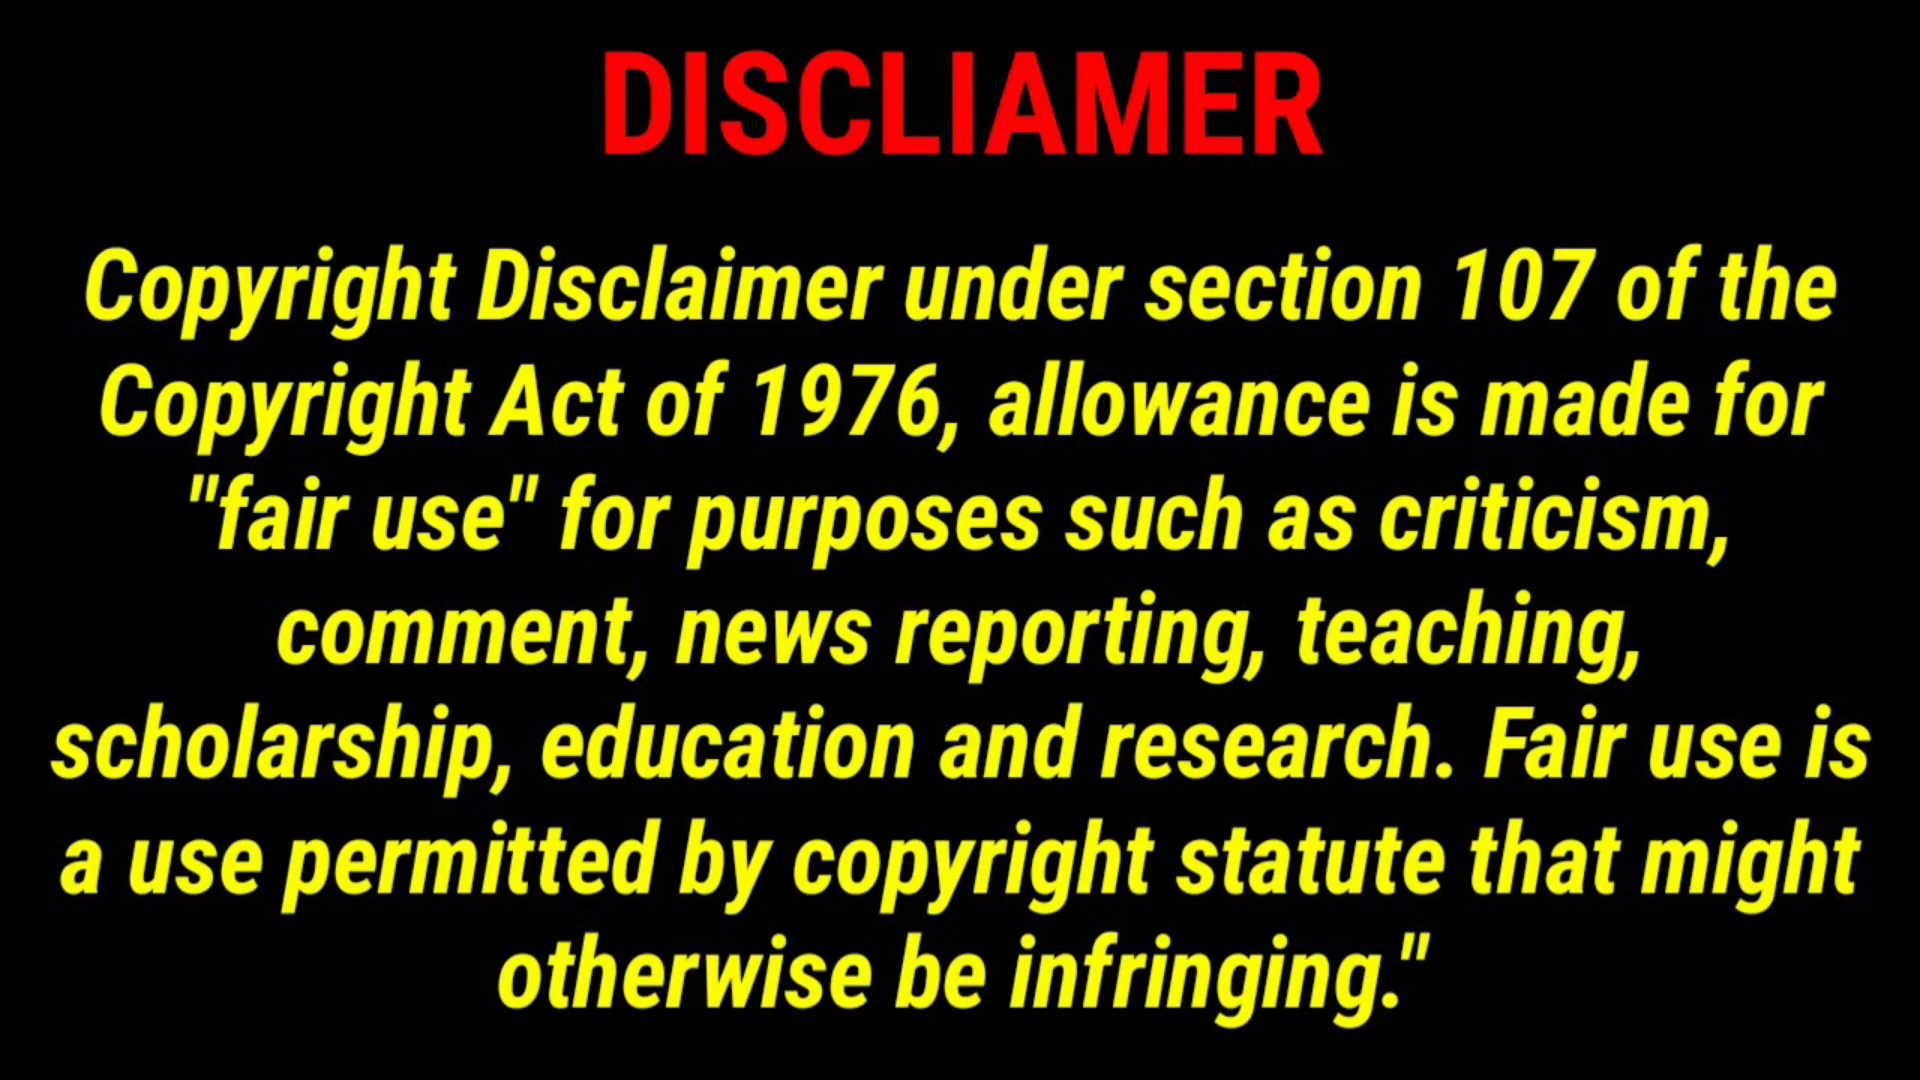 DISCLIAMER
Copyright Disclaimer under section 107 of the
Copyright Act of 1976, allowance is made for
"fair use" for purposes such as criticism,
comment, news reporting, teaching,
scholarship, education and research. Fair use is
a use permitted by copyright statute that might
otherwise be infringing."